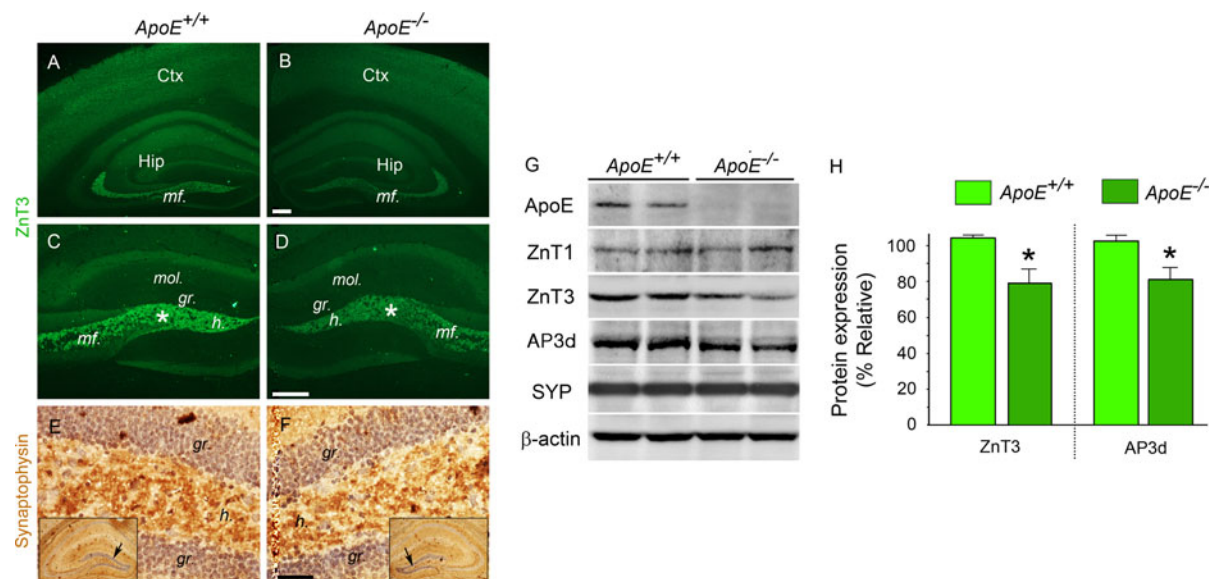 ApoE+/+ ApoE-/-
A B
Ctx Ctx
Hip Hip
mf. mf.
ZnT3
C D
mol. mol.
gr. gr.
* *
h. h.
mf. mf.
Synaptophysin
E F
gr. gr.
h. h.
gr. gr.
G ApoE+/+ ApoE-/-
ApoE
ZnT1
ZnT3
AP3d
SYP
β-actin
H
ApoE+/+ ApoE-/-
Protein expression
(% Relative)
100
80
60
40
20
0
* *
ZnT3 AP3d